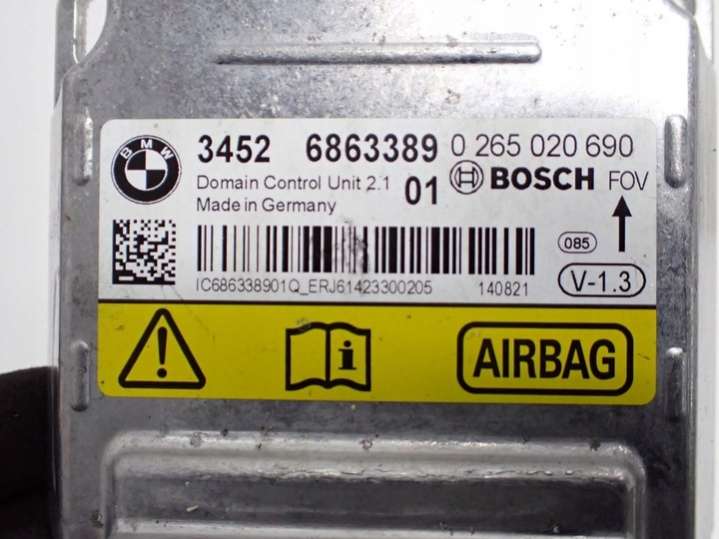 BMW 3452 6863389 0 265 020 690
Domain Control Unit 2.1 01 BOSCH FOV
Made in Germany
085
IC686338901Q_ERJ61423300205 140821
V-1.3
AIRBAG